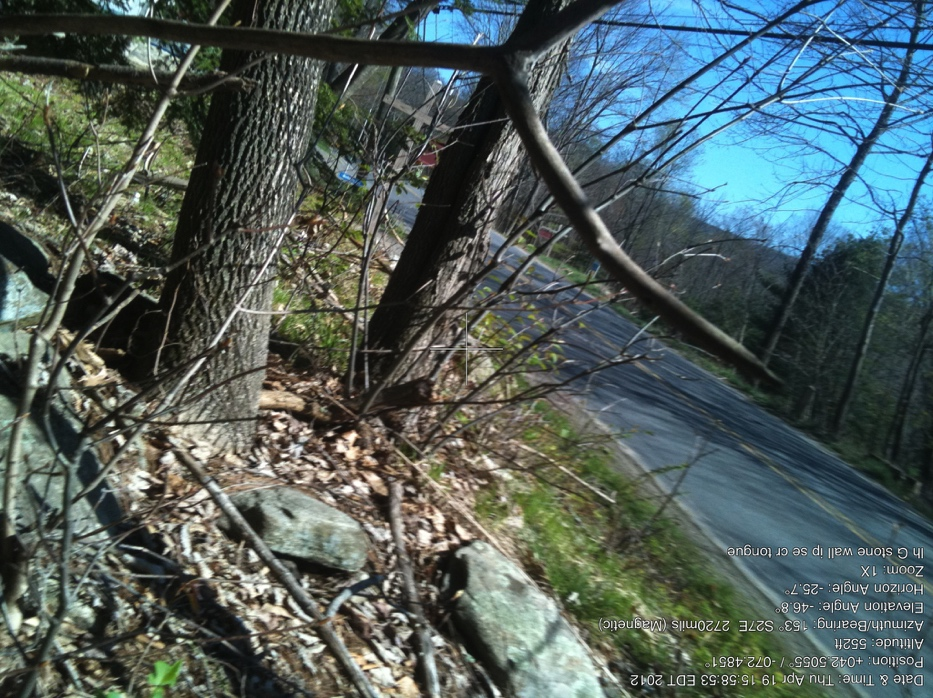 Date & Time: Thu Apr 19 15:58:53 EDT 2012
Position: +042.5055° / -072.4851°
Altitude: 552ft
Azimuth/Bearing: 153° S27E 2720mils (Magnetic)
Elevation Angle: -46.8°
Horizon Angle: -25.7°
Zoom: 1X
lh G stone wall ip se cr tongue